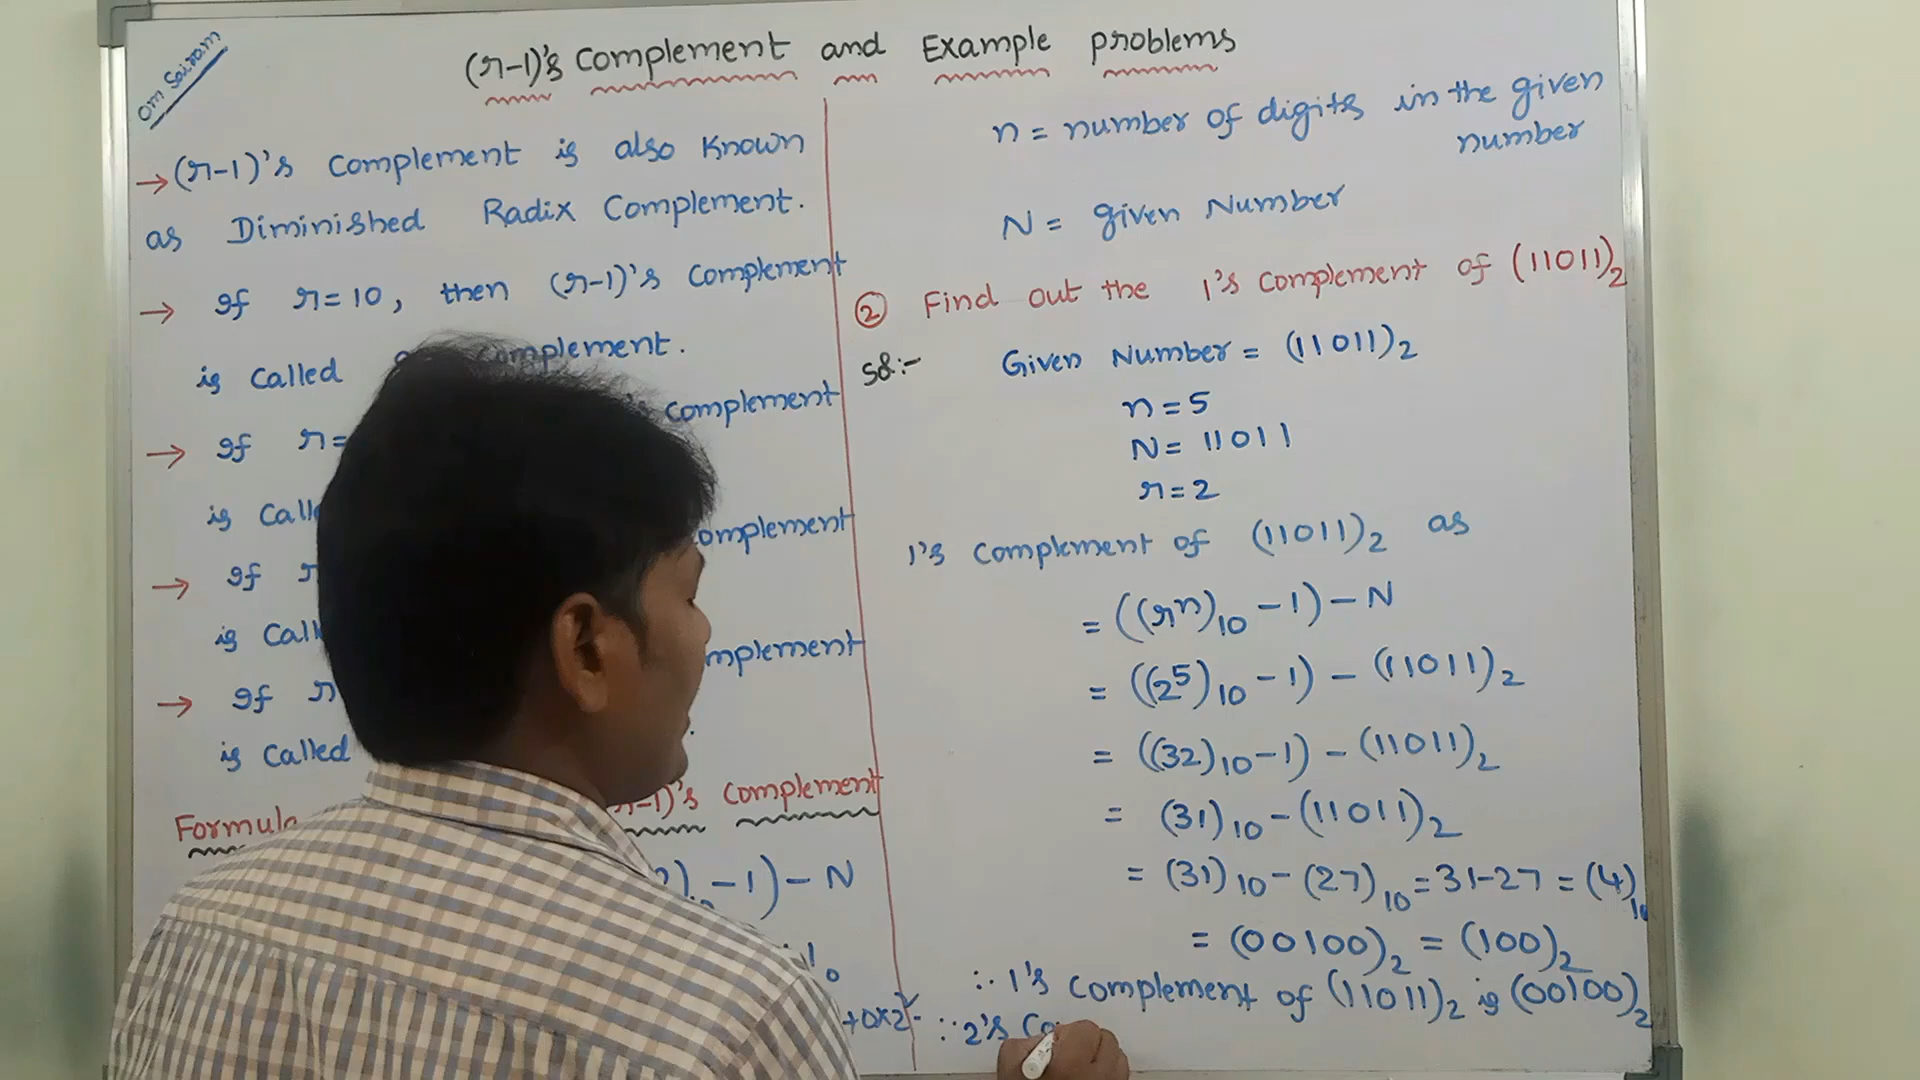 Om Sairam
(r-1)'s Complement and Example problems
→ (r-1)'s Complement is also Known
as Diminished Radix Complement.
→ If r=10, then (r-1)'s Complement
is Called complement.
→ If r= Complement
is Call
→ If r complement
is Call
→ If r mplement
is Called
Formula (r-1)'s Complement
-1)-N
+0×2
n = number of digits in the given
number
N = given Number
② Find out the 1's Complement of (11011)₂
Sol:- Given Number = (11011)₂
n=5
N= 11011
r=2
1's Complement of (11011)₂ as
= ((rⁿ)₁₀ -1) - N
= ((2⁵)₁₀ -1) - (11011)₂
= ((32)₁₀ -1) - (11011)₂
= (31)₁₀ - (11011)₂
= (31)₁₀ - (27)₁₀ = 31-27 = (4)₁₀
= (00100)₂ = (100)₂
∴ 1's Complement of (11011)₂ is (00100)₂
∵ 2's Co